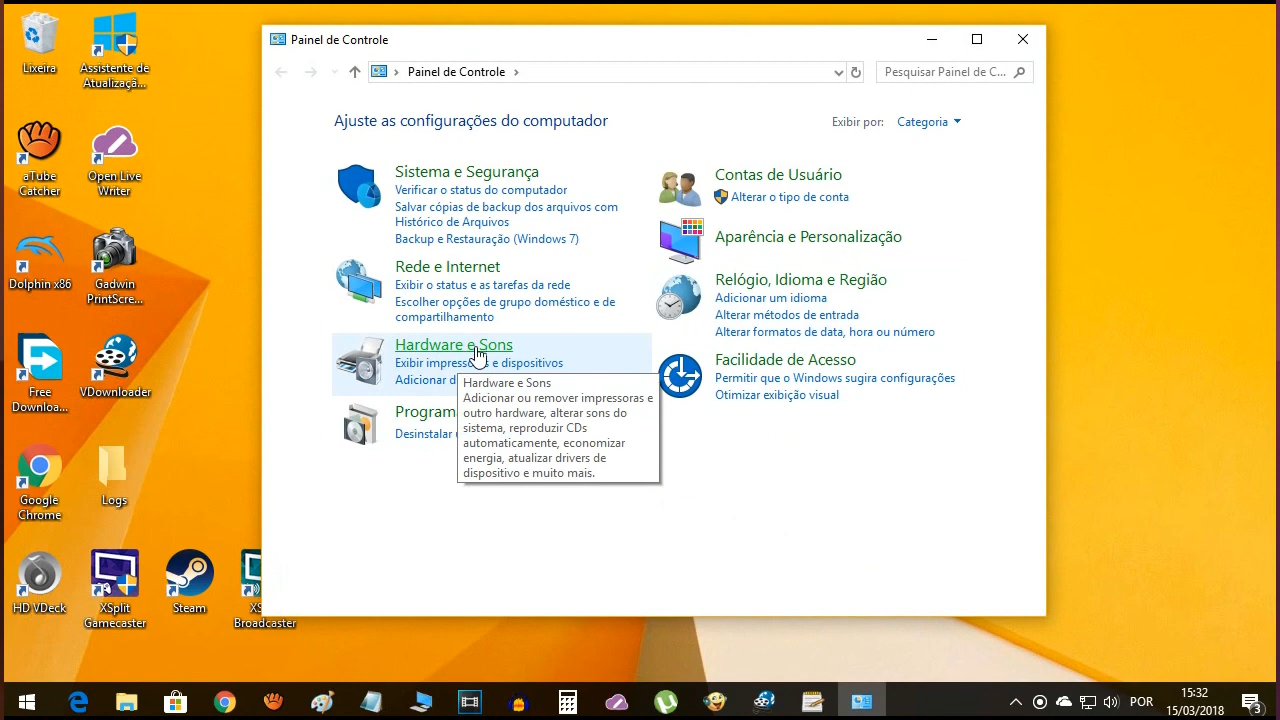 Lixeira
Assistente de
Atualizaçã...
aTube
Catcher
Open Live
Writer
Dolphin x86
Gadwin
PrintScre...
Free
Downloa...
VDownloader
Google
Chrome
Logs
HD VDeck
XSplit
Gamecaster
Steam
XS
Broadcaster
Painel de Controle
Painel de Controle
Pesquisar Painel de C...
Ajuste as configurações do computador
Exibir por:
Categoria
Sistema e Segurança
Verificar o status do computador
Salvar cópias de backup dos arquivos com
Histórico de Arquivos
Backup e Restauração (Windows 7)
Rede e Internet
Exibir o status e as tarefas da rede
Escolher opções de grupo doméstico e de
compartilhamento
Hardware e Sons
Exibir impressoras e dispositivos
Adicionar d
Hardware e Sons
Adicionar ou remover impressoras e
outro hardware, alterar sons do
sistema, reproduzir CDs
automaticamente, economizar
energia, atualizar drivers de
dispositivo e muito mais.
Programa
Desinstalar
Contas de Usuário
Alterar o tipo de conta
Aparência e Personalização
Relógio, Idioma e Região
Adicionar um idioma
Alterar métodos de entrada
Alterar formatos de data, hora ou número
Facilidade de Acesso
Permitir que o Windows sugira configurações
Otimizar exibição visual
POR
15:32
15/03/2018
3